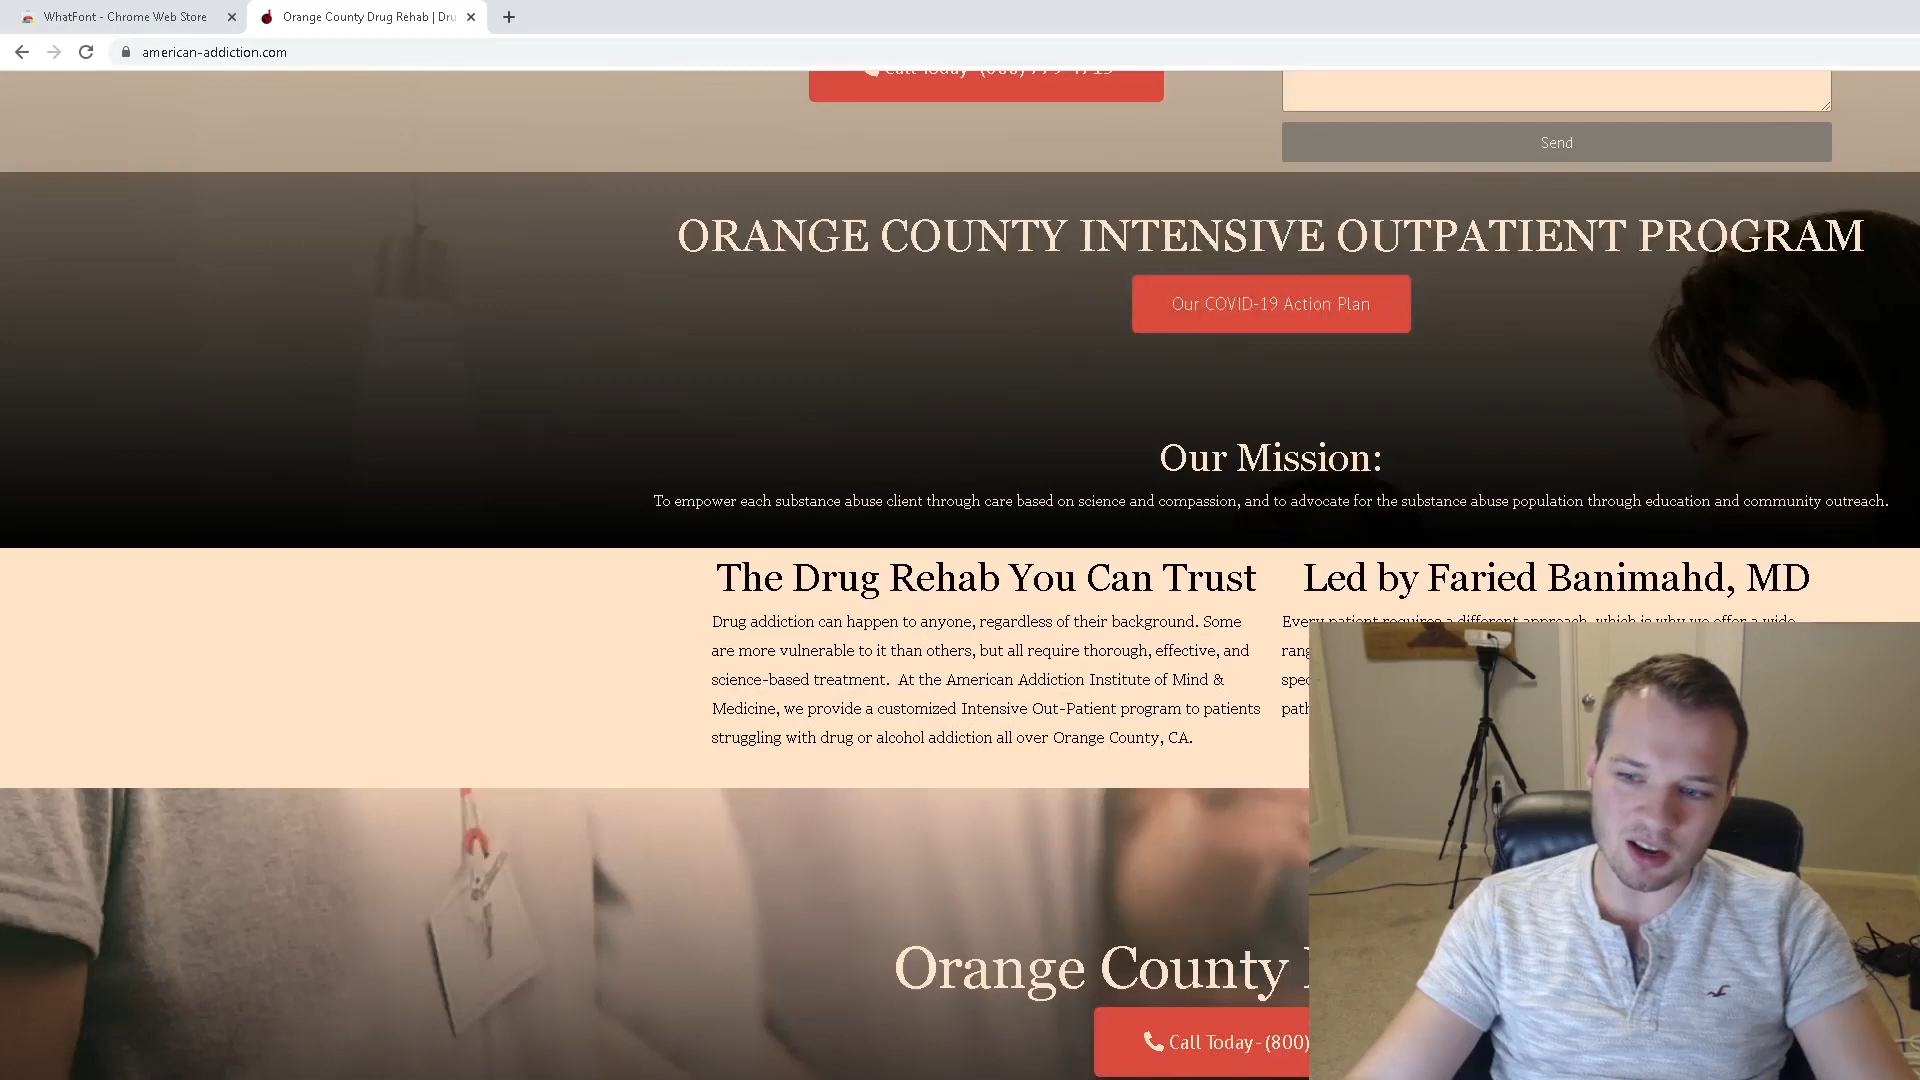 WhatFont - Chrome Web Store
Orange County Drug Rehab | Dru
american-addiction.com
Call Today
Send
ORANGE COUNTY INTENSIVE OUTPATIENT PROGRAM
Our COVID-19 Action Plan
Our Mission:
To empower each substance abuse client through care based on science and compassion, and to advocate for the substance abuse population through education and community outreach.
The Drug Rehab You Can Trust
Drug addiction can happen to anyone, regardless of their background. Some
are more vulnerable to it than others, but all require thorough, effective, and
science-based treatment.  At the American Addiction Institute of Mind &
Medicine, we provide a customized Intensive Out-Patient program to patients
struggling with drug or alcohol addiction all over Orange County, CA.
Led by Faried Banimahd, MD
Every patient requires a different approach, which is why we offer a wide
Orange County
Call Today-(800)